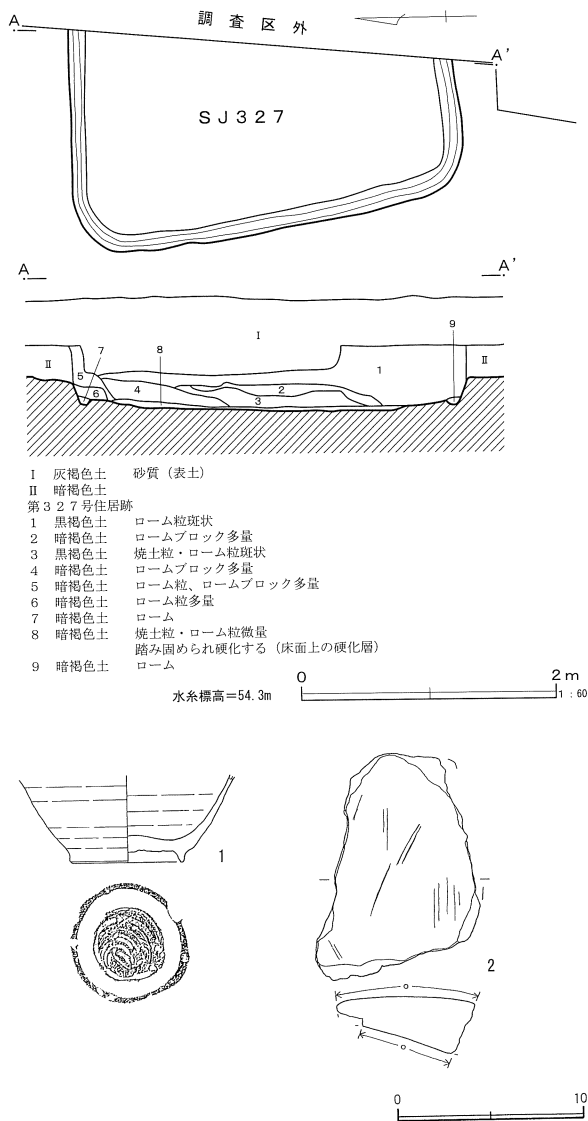 調査区外
A A'
SJ327
A A'
Ⅰ
Ⅱ 7 8 9 Ⅱ
5 6 4 2 3 1
Ⅰ 灰褐色土 砂質(表土)
Ⅱ 暗褐色土
第327号住居跡
1 黒褐色土 ローム粒斑状
2 暗褐色土 ロームブロック多量
3 黒褐色土 焼土粒・ローム粒斑状
4 暗褐色土 ロームブロック多量
5 暗褐色土 ローム粒、ロームブロック多量
6 暗褐色土 ローム粒多量
7 暗褐色土 ローム
8 暗褐色土 焼土粒・ローム粒微量
踏み固められ硬化する(床面上の硬化層)
9 暗褐色土 ローム
水糸標高=54.3m
0 2m
1:60
1
2
0 10